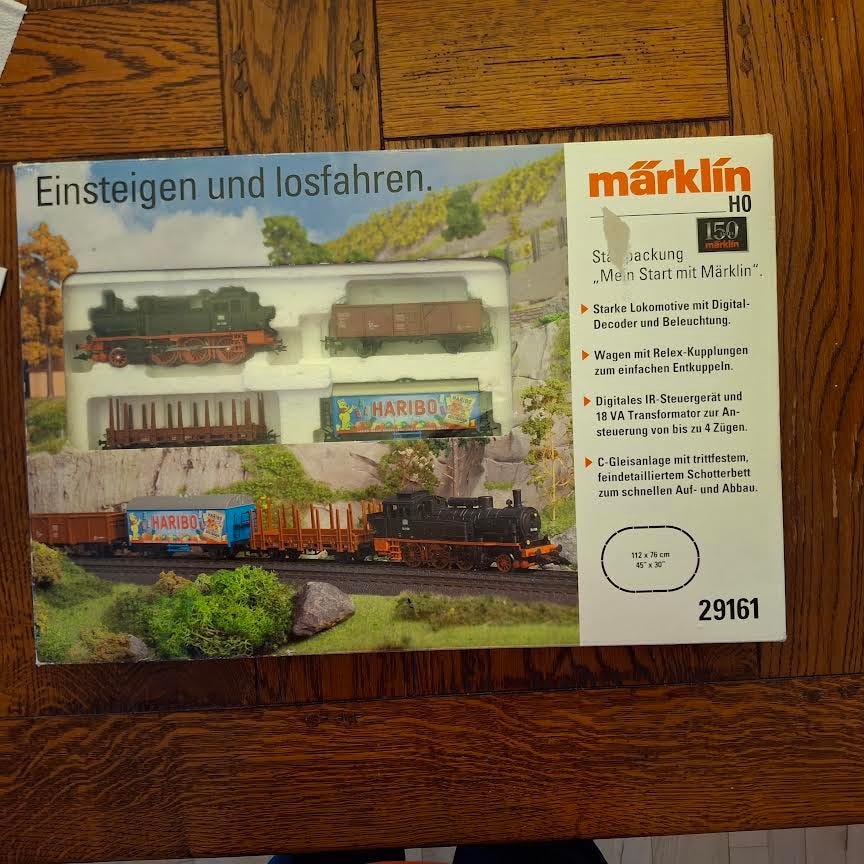 Einsteigen und losfahren.
märklín
H0
150
märklin
Sta packung
„Mein Start mit Märklin“.
Starke Lokomotive mit Digital-
Decoder und Beleuchtung.
Wagen mit Relex-Kupplungen
zum einfachen Entkuppeln.
Digitales IR-Steuergerät und
18 VA Transformator zur An-
steuerung von bis zu 4 Zügen.
C-Gleisanlage mit trittfestem,
feindetailliertem Schotterbett
zum schnellen Auf- und Abbau.
112 x 76 cm
45" x 30"
29161
HARIBO
HARIBO